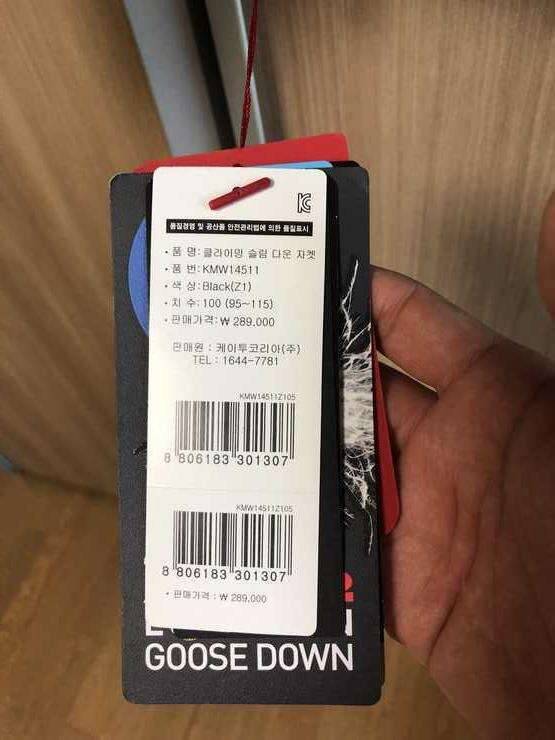 품질경영 및 공산품 안전관리법에 의한 품질표시
• 품 명: 클라이밍 슬림 다운 자켓
• 품 번: KMW14511
• 색 상: Black(Z1)
• 치 수: 100 (95~115)
• 판매가격: ₩ 289,000
판매원 : 케이투코리아(주)
TEL : 1644-7781
KMW14511Z105
8 806183 301307
KMW14511Z105
8 806183 301307
• 판매가격 : ₩ 289,000
GOOSE DOWN